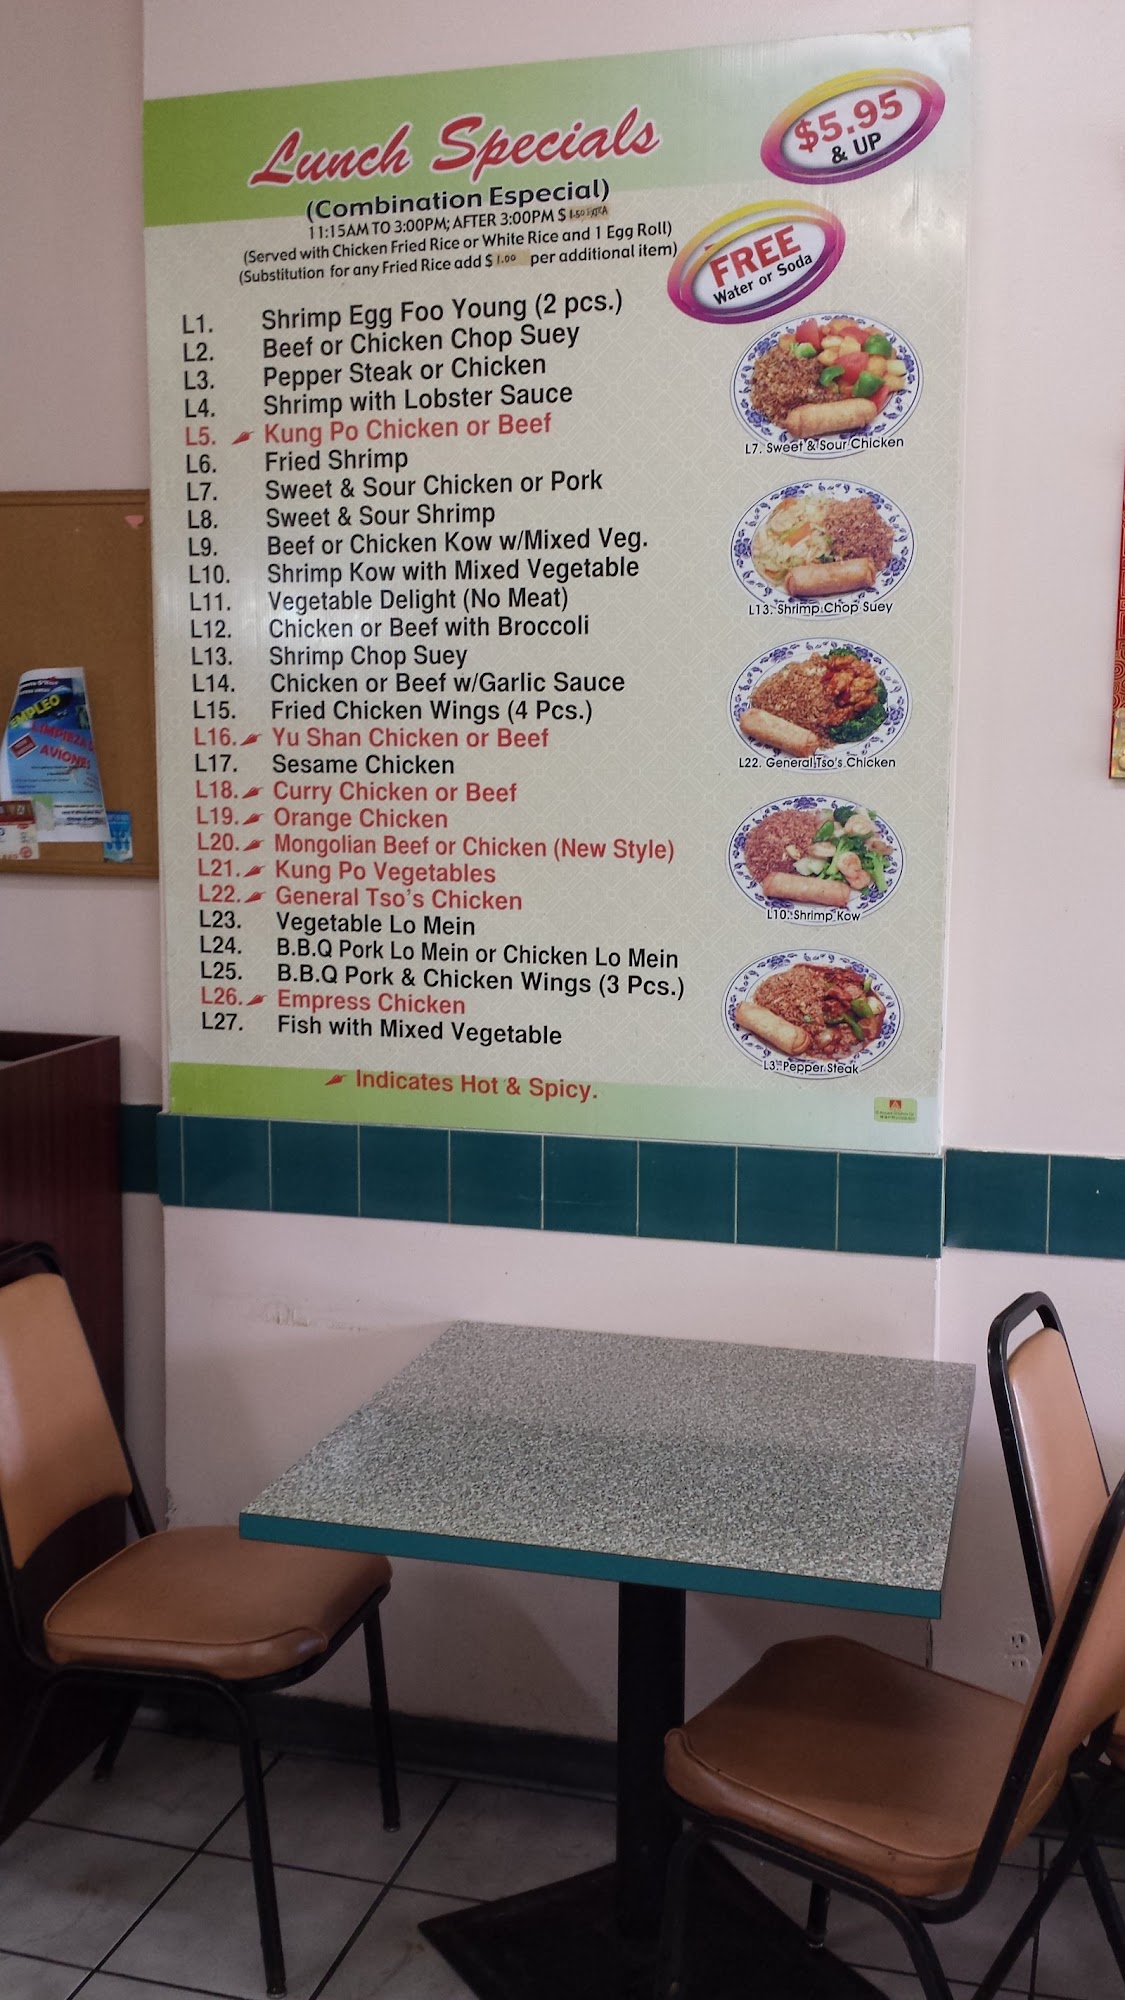 Lunch Specials
$5.95
& UP
(Combination Especial)
11:15AM TO 3:00PM; AFTER 3:00PM $ 1.50 EXTRA
(Served with Chicken Fried Rice or White Rice and 1 Egg Roll)
(Substitution for any Fried Rice add $ 1.00 per additional item)
FREE
Water or Soda
L1. Shrimp Egg Foo Young (2 pcs.)
L2. Beef or Chicken Chop Suey
L3. Pepper Steak or Chicken
L4. Shrimp with Lobster Sauce
L5. Kung Po Chicken or Beef
L6. Fried Shrimp
L7. Sweet & Sour Chicken or Pork
L8. Sweet & Sour Shrimp
L9. Beef or Chicken Kow w/Mixed Veg.
L10. Shrimp Kow with Mixed Vegetable
L11. Vegetable Delight (No Meat)
L12. Chicken or Beef with Broccoli
L13. Shrimp Chop Suey
L14. Chicken or Beef w/Garlic Sauce
L15. Fried Chicken Wings (4 Pcs.)
L16. Yu Shan Chicken or Beef
L17. Sesame Chicken
L18. Curry Chicken or Beef
L19. Orange Chicken
L20. Mongolian Beef or Chicken (New Style)
L21. Kung Po Vegetables
L22. General Tso's Chicken
L23. Vegetable Lo Mein
L24. B.B.Q Pork Lo Mein or Chicken Lo Mein
L25. B.B.Q Pork & Chicken Wings (3 Pcs.)
L26. Empress Chicken
L27. Fish with Mixed Vegetable
Indicates Hot & Spicy.
L7. Sweet & Sour Chicken
L13. Shrimp Chop Suey
L22. General Tso's Chicken
L10. Shrimp Kow
L3. Pepper Steak
EMPLEO
LIMPIEZA
AVIONES